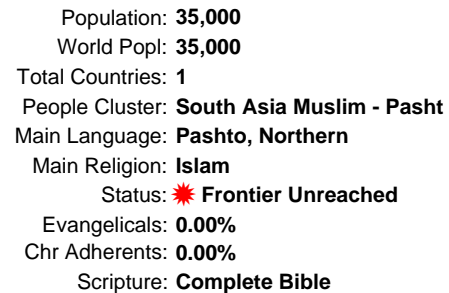 Population: 35,000
World Popl: 35,000
Total Countries: 1
People Cluster: South Asia Muslim - Pasht
Main Language: Pashto, Northern
Main Religion: Islam
Status: Frontier Unreached
Evangelicals: 0.00%
Chr Adherents: 0.00%
Scripture: Complete Bible